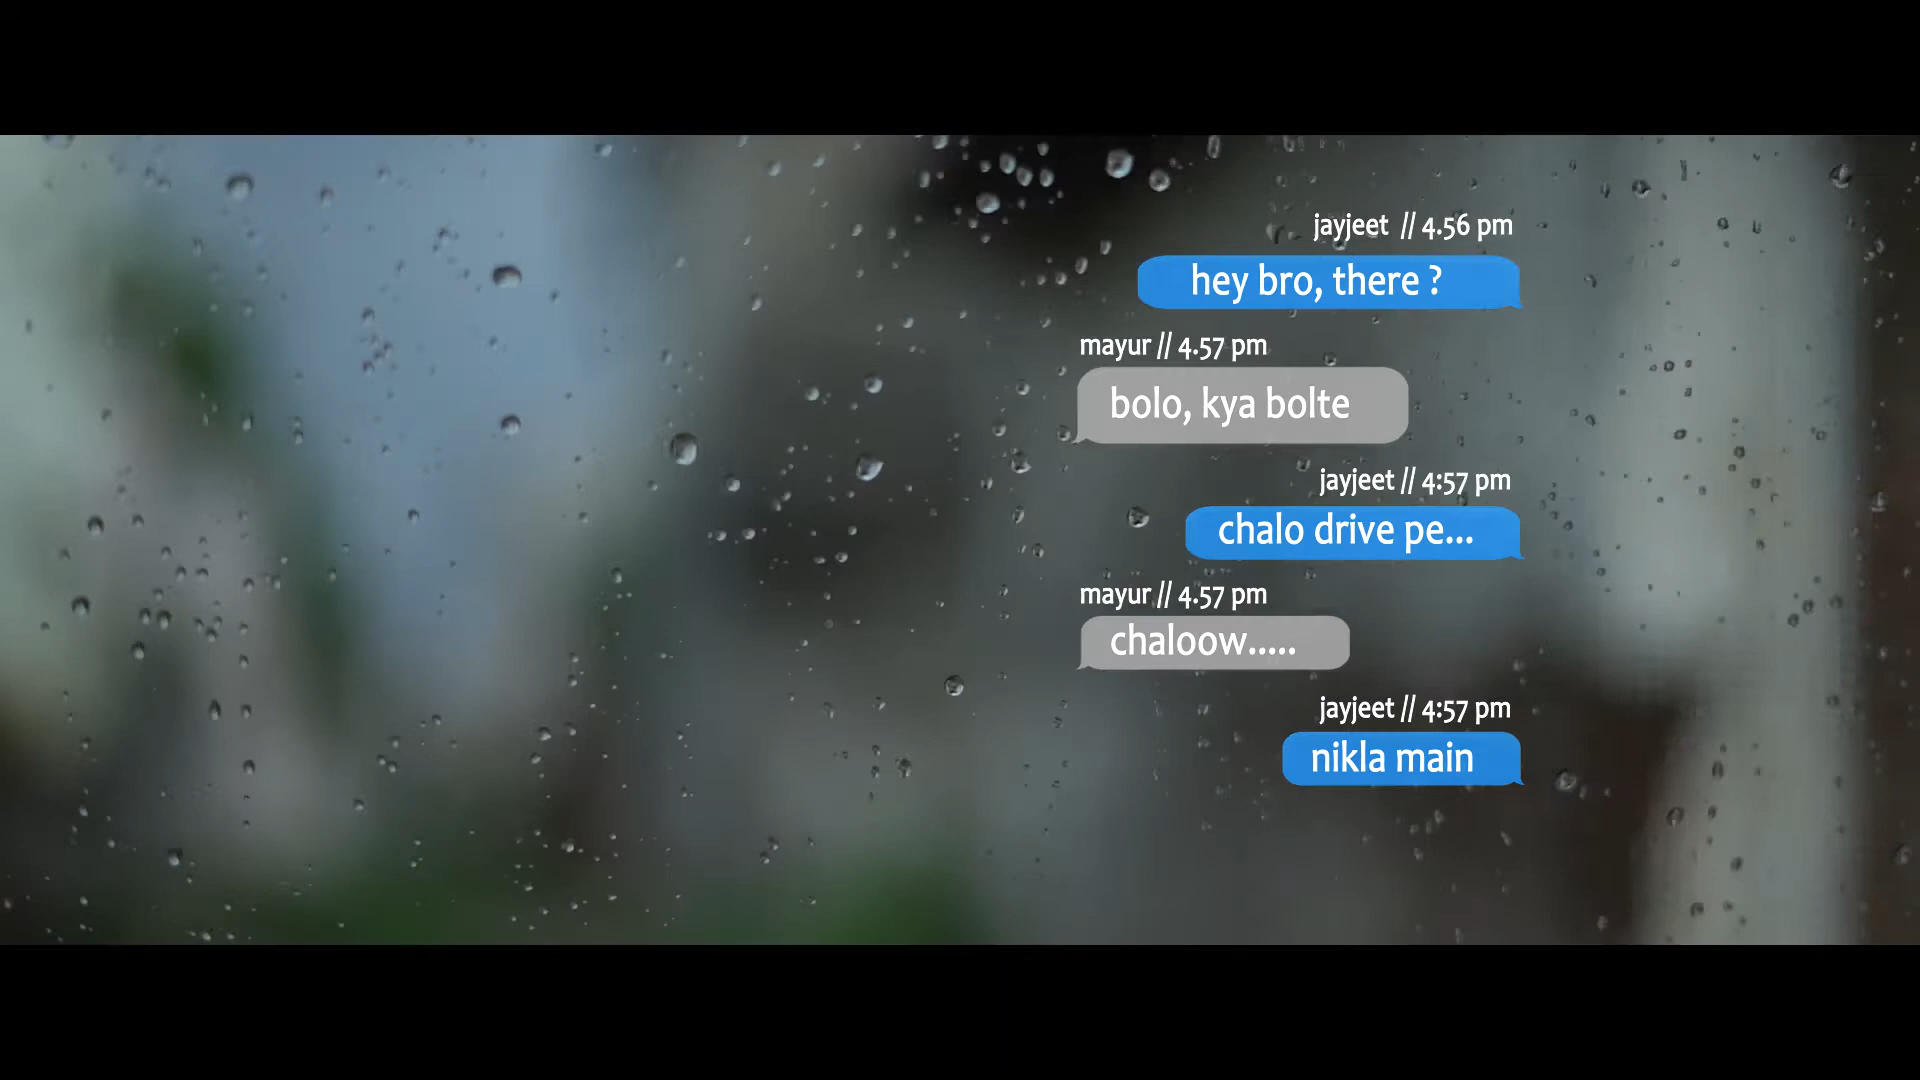 jayjeet // 4.56 pm
hey bro, there ?
mayur // 4.57 pm
bolo, kya bolte
jayjeet // 4:57 pm
chalo drive pe...
mayur // 4.57 pm
chaloow.....
jayjeet // 4:57 pm
nikla main